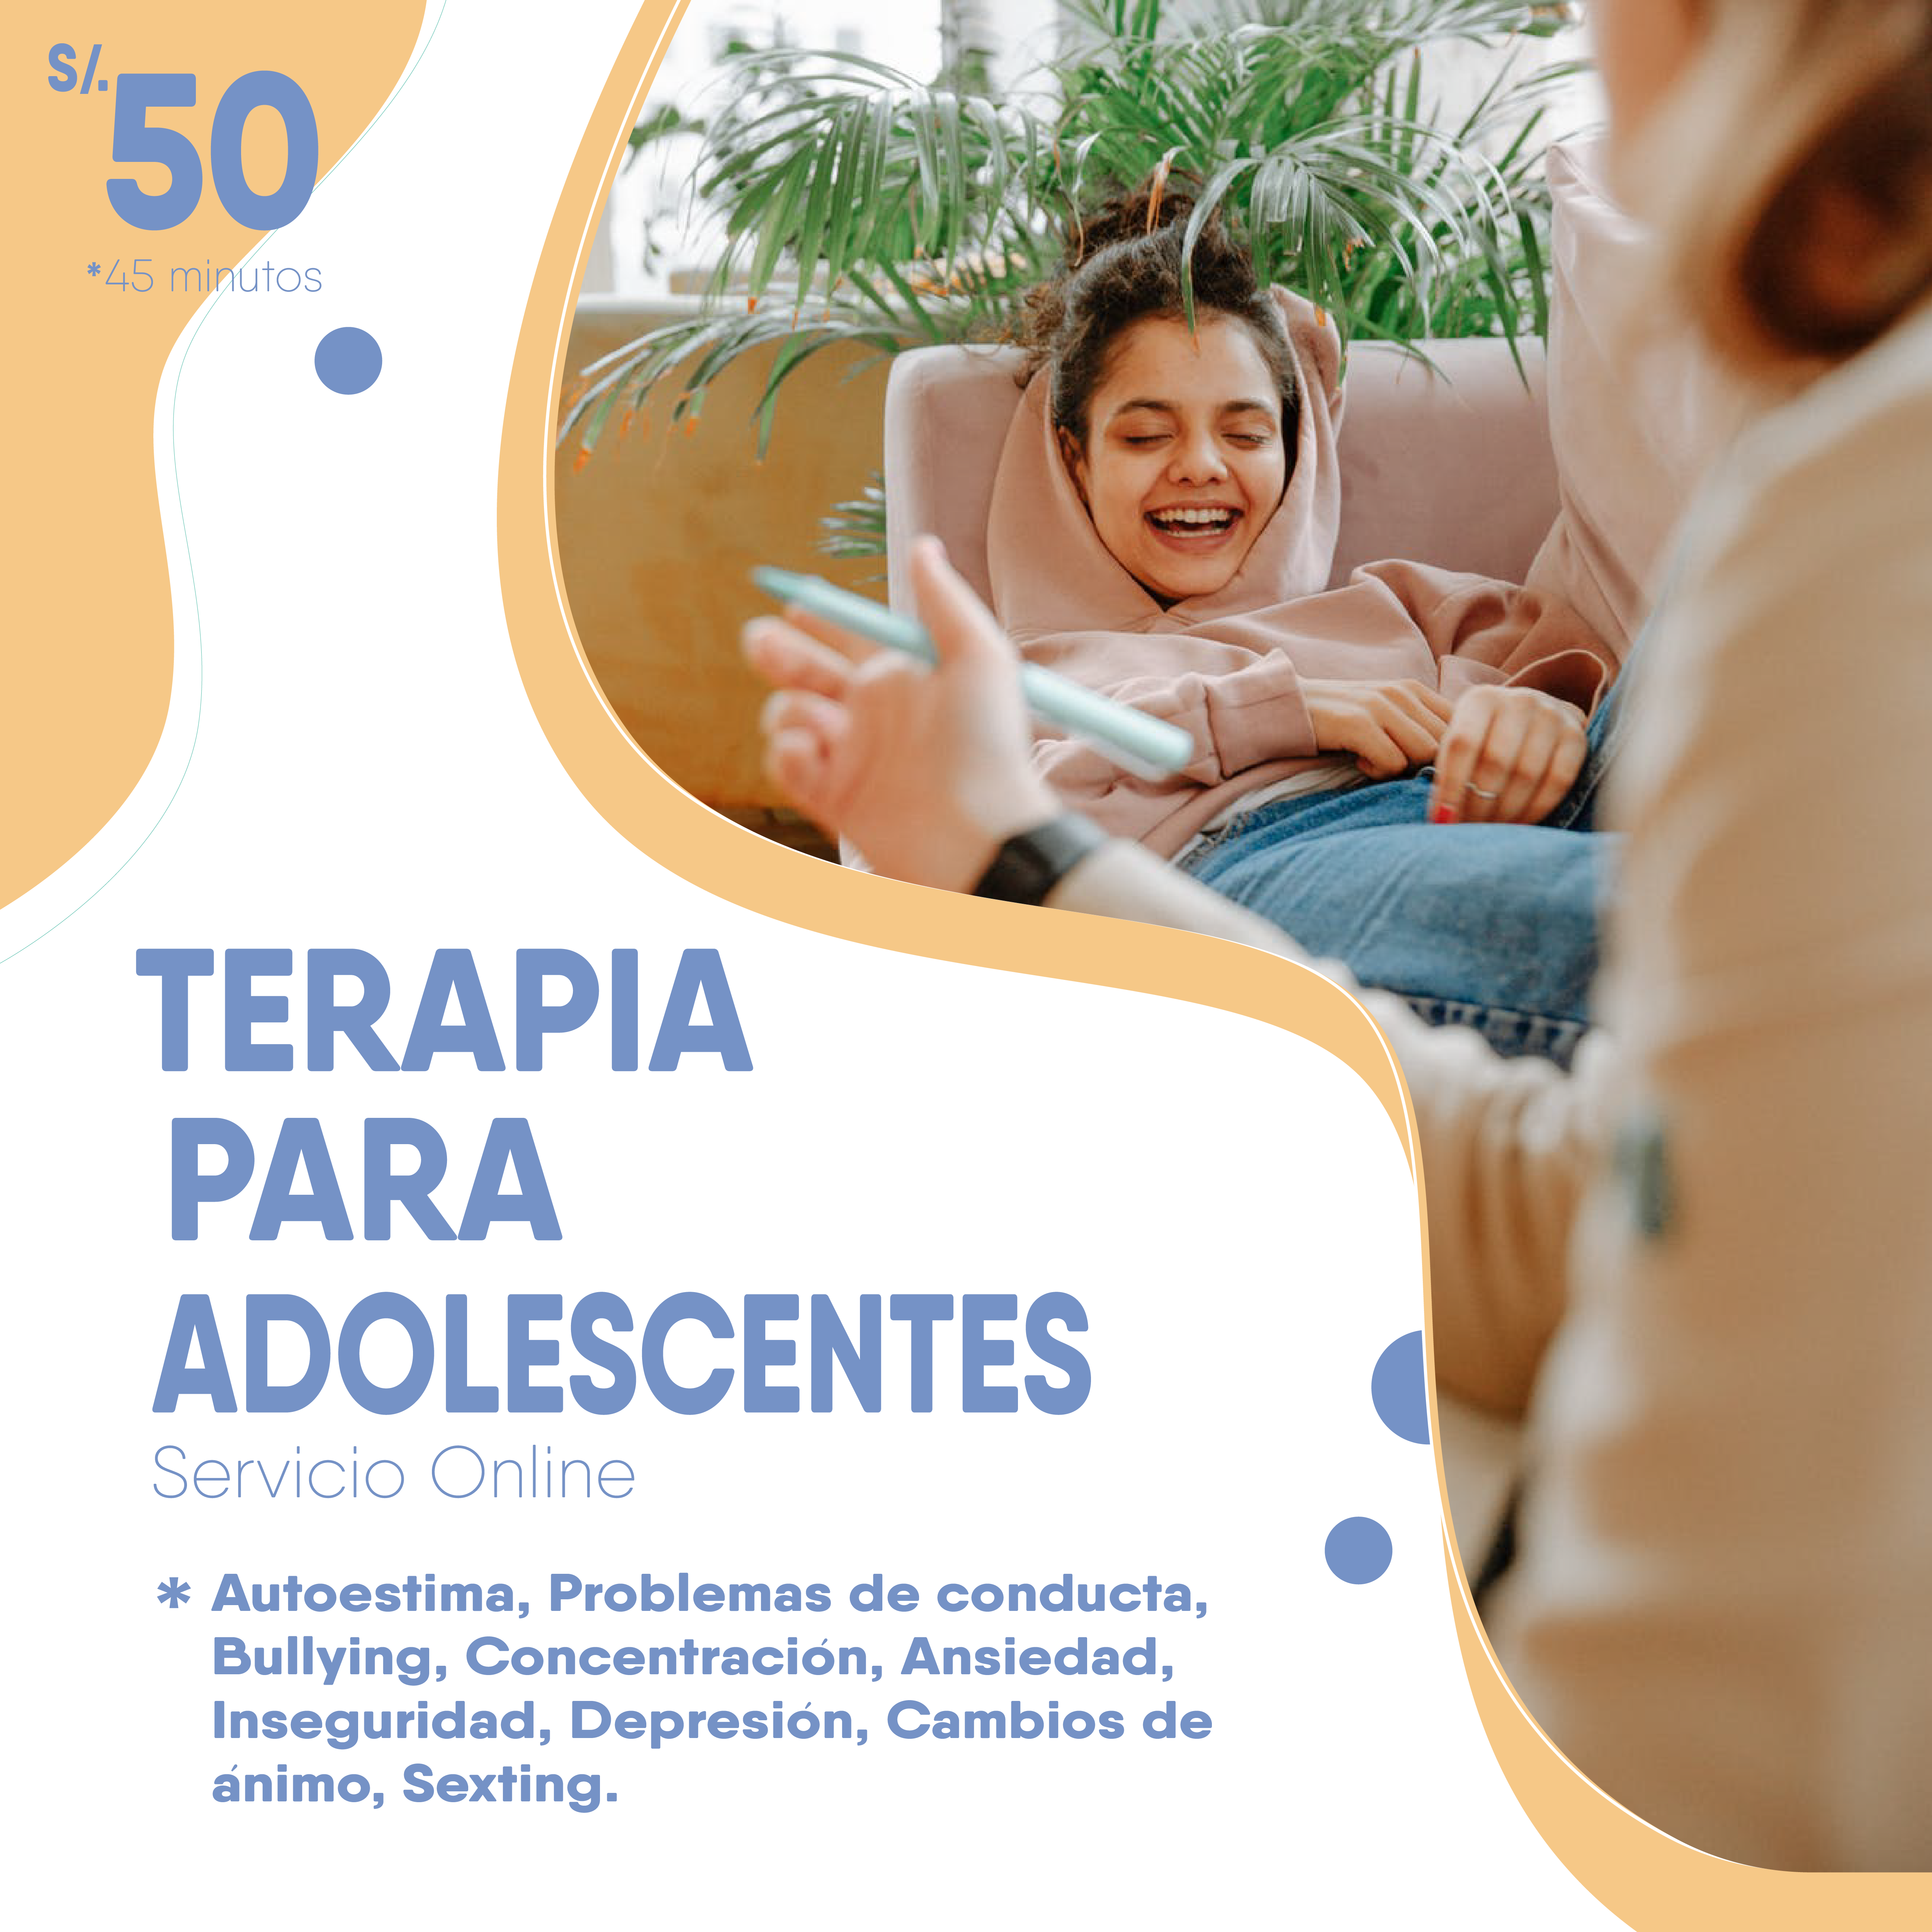 S/.50
*45 minutos
TERAPIA
PARA
ADOLESCENTES
Servicio Online
* Autoestima, Problemas de conducta,
Bullying, Concentración, Ansiedad,
Inseguridad, Depresión, Cambios de
ánimo, Sexting.